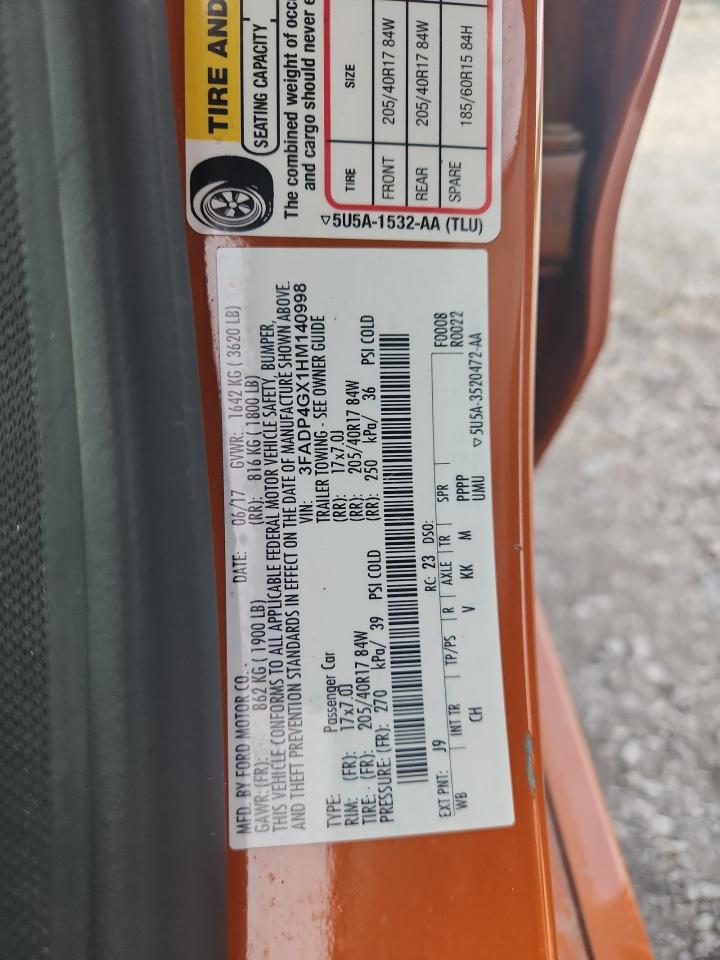 TIRE AND
SEATING CAPACITY
The combined weight of occ
and cargo should never e
TIRE SIZE
FRONT 205/40R17 84W
REAR 205/40R17 84W
SPARE 185/60R15 84H
▽5U5A-1532-AA (TLU)
MFD. BY FORD MOTOR CO. DATE: 06/17 GVWR: 1642 KG ( 3620 LB)
GAWR: (FR): 862 KG ( 1900 LB) (RR): 816 KG ( 1800 LB)
THIS VEHICLE CONFORMS TO ALL APPLICABLE FEDERAL MOTOR VEHICLE SAFETY, BUMPER,
AND THEFT PREVENTION STANDARDS IN EFFECT ON THE DATE OF MANUFACTURE SHOWN ABOVE.
VIN: 3FADP4GX1HM140998
TYPE: Passenger Car TRAILER TOWING - SEE OWNER GUIDE
RIM: (FR): 17x7.0J (RR): 17x7.0J
TIRE: (FR): 205/40R17 84W (RR): 205/40R17 84W
PRESSURE: (FR): 270 kPa/ 39 PSI COLD (RR): 250 kPa/ 36 PSI COLD
EXT PNT: J9 RC: 23 DSO: F0008
WB INT TR TP/PS R AXLE TR SPR R0022
CH V KK M PPPP
UMU ▽5U5A-3520472-AA